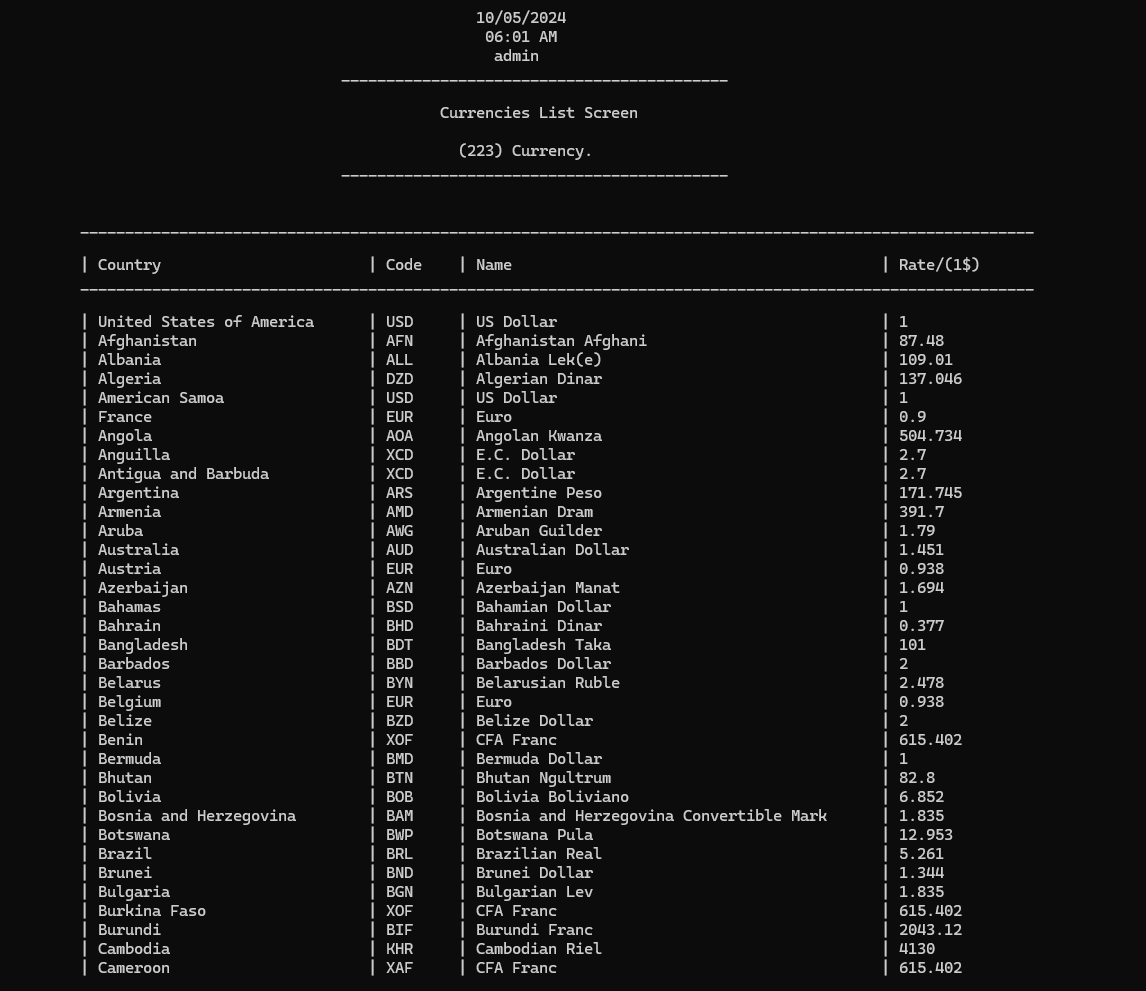 10/05/2024
06:01 AM
admin
___________________________________________
Currencies List Screen
(223) Currency.
___________________________________________
__________________________________________________________________________________________________________
| Country | Code | Name | Rate/(1$)
__________________________________________________________________________________________________________
| United States of America | USD | US Dollar | 1
| Afghanistan | AFN | Afghanistan Afghani | 87.48
| Albania | ALL | Albania Lek(e) | 109.01
| Algeria | DZD | Algerian Dinar | 137.046
| American Samoa | USD | US Dollar | 1
| France | EUR | Euro | 0.9
| Angola | AOA | Angolan Kwanza | 504.734
| Anguilla | XCD | E.C. Dollar | 2.7
| Antigua and Barbuda | XCD | E.C. Dollar | 2.7
| Argentina | ARS | Argentine Peso | 171.745
| Armenia | AMD | Armenian Dram | 391.7
| Aruba | AWG | Aruban Guilder | 1.79
| Australia | AUD | Australian Dollar | 1.451
| Austria | EUR | Euro | 0.938
| Azerbaijan | AZN | Azerbaijan Manat | 1.694
| Bahamas | BSD | Bahamian Dollar | 1
| Bahrain | BHD | Bahraini Dinar | 0.377
| Bangladesh | BDT | Bangladesh Taka | 101
| Barbados | BBD | Barbados Dollar | 2
| Belarus | BYN | Belarusian Ruble | 2.478
| Belgium | EUR | Euro | 0.938
| Belize | BZD | Belize Dollar | 2
| Benin | XOF | CFA Franc | 615.402
| Bermuda | BMD | Bermuda Dollar | 1
| Bhutan | BTN | Bhutan Ngultrum | 82.8
| Bolivia | BOB | Bolivia Boliviano | 6.852
| Bosnia and Herzegovina | BAM | Bosnia and Herzegovina Convertible Mark | 1.835
| Botswana | BWP | Botswana Pula | 12.953
| Brazil | BRL | Brazilian Real | 5.261
| Brunei | BND | Brunei Dollar | 1.344
| Bulgaria | BGN | Bulgarian Lev | 1.835
| Burkina Faso | XOF | CFA Franc | 615.402
| Burundi | BIF | Burundi Franc | 2043.12
| Cambodia | KHR | Cambodian Riel | 4130
| Cameroon | XAF | CFA Franc | 615.402